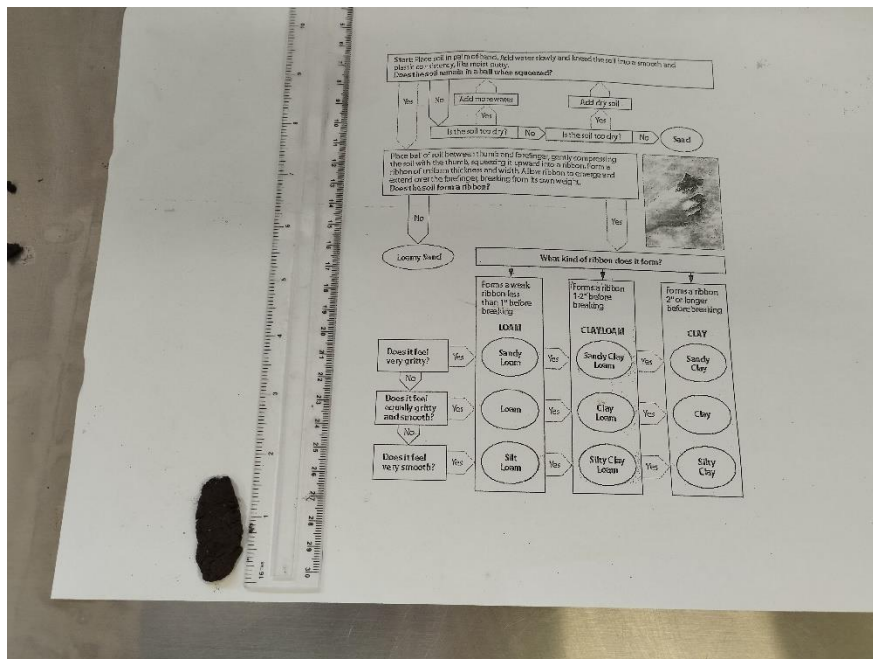 Start: Place soil in palm of hand. Add water slowly and knead the soil into a smooth and
plastic consistency, like moist putty.
Does the soil remain in a ball when squeezed?
Yes
No
Add more water
Add dry soil
Yes
Yes
Is the soil too dry?
No
Is the soil too dry?
No
Sand
Place ball of soil between thumb and forefinger, gently compressing
the soil with the thumb, squeezing it upward into a ribbon. Form a
ribbon of uniform thickness and width. Allow ribbon to emerge and
extend over the forefinger, breaking from its own weight.
Does the soil form a ribbon?
No
Yes
Loamy Sand
What kind of ribbon does it form?
Forms a weak
ribbon less
than 1" before
breaking
Forms a ribbon
1-2" before
breaking
Forms a ribbon
2" or longer
before breaking
LOAM
CLAY LOAM
CLAY
Does it feel
very gritty?
Yes
Sandy
Loam
Yes
Sandy Clay
Loam
Yes
Sandy
Clay
No
Does it feel
equally gritty
and smooth?
Yes
Loam
Yes
Clay
Loam
Yes
Clay
No
Does it feel
very smooth?
Yes
Silt
Loam
Yes
Silty Clay
Loam
Yes
Silty
Clay